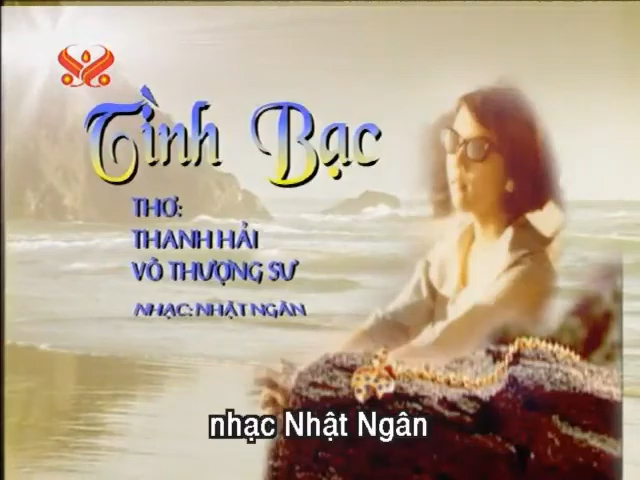 Tình Bạc
THƠ:
THANH HẢI
VÔ THƯỢNG SƯ
NHẠC: NHẬT NGÂN
nhạc Nhật Ngân